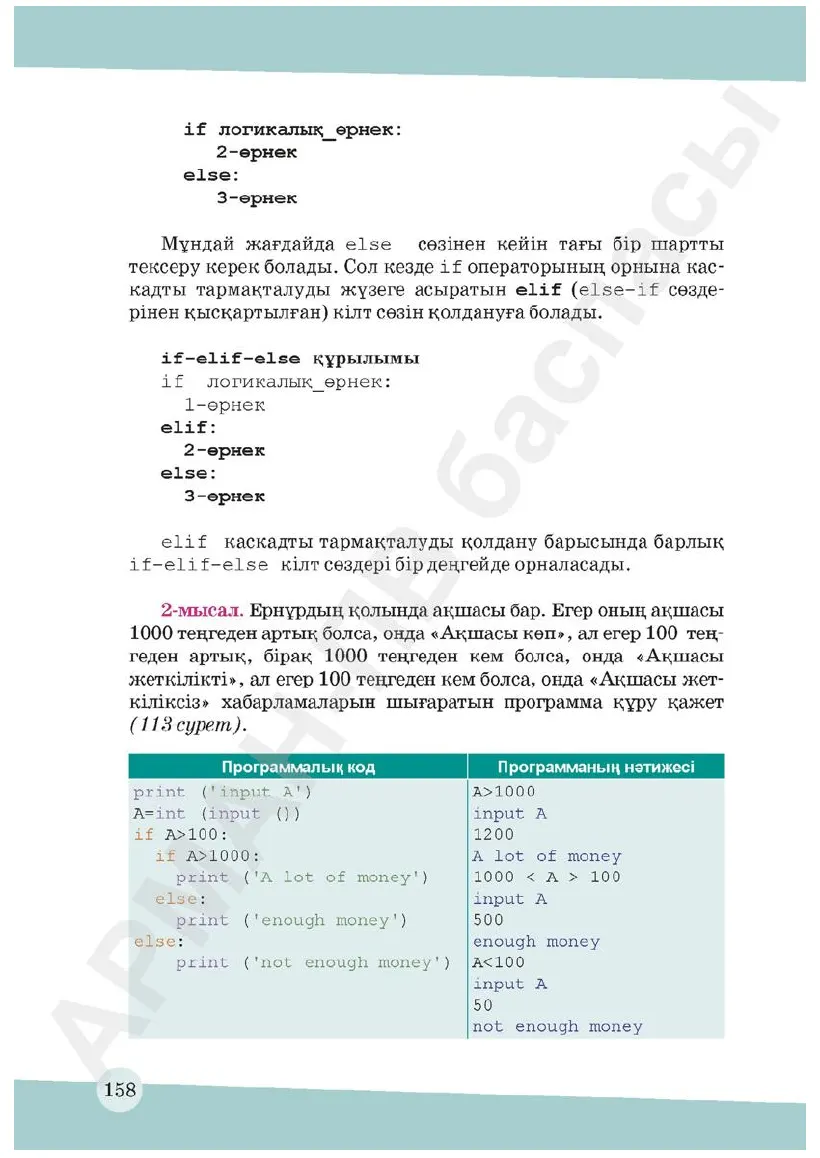 if логикалық_өрнек:
2-өрнек
else:
3-өрнек
Мұндай жағдайда else сөзінен кейін тағы бір шартты
тексеру керек болады. Сол кезде if операторының орнына кас-
кадты тармақталуды жүзеге асыратын elif (else-if сөзде-
рінен қысқартылған) кілт сөзін қолдануға болады.
if-elif-else құрылымы
if логикалық_өрнек:
1-өрнек
elif:
2-өрнек
else:
3-өрнек
elif каскадты тармақталуды қолдану барысында барлық
if-elif-else кілт сөздері бір деңгейде орналасады.
2-мысал. Ернұрдың қолында ақшасы бар. Егер оның ақшасы
1000 теңгеден артық болса, онда «Ақшасы көп», ал егер 100 тең-
геден артық, бірақ 1000 теңгеден кем болса, онда «Ақшасы
жеткілікті», ал егер 100 теңгеден кем болса, онда «Ақшасы жет-
кіліксіз» хабарламаларын шығаратын программа құру қажет
(113 сурет).
Программалық код
print ('input A')
A=int (input ())
if A>100:
if A>1000:
print ('A lot of money')
else:
print ('enough money')
else:
print ('not enough money')
Программаның нәтижесі
A>1000
input A
1200
A lot of money
1000 < A > 100
input A
500
enough money
A<100
input A
50
not enough money
158
АРМАН-ПВ баспасы